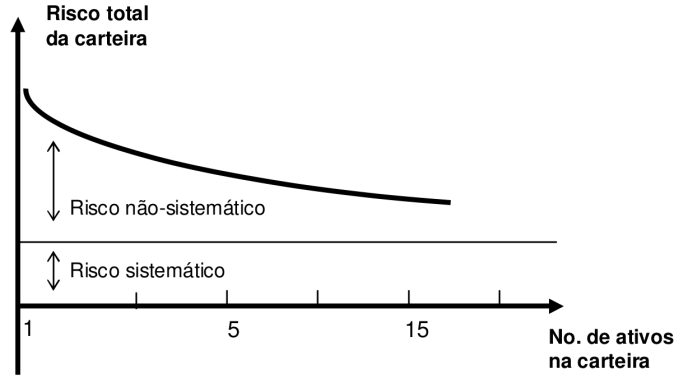 Risco total
da carteira
Risco não-sistemático
Risco sistemático
1
5
15
No. de ativos
na carteira